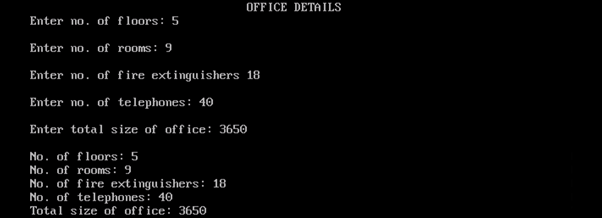 OFFICE DETAILS
Enter no. of floors: 5
Enter no. of rooms: 9
Enter no. of fire extinguishers 18
Enter no. of telephones: 40
Enter total size of office: 3650
No. of floors: 5
No. of rooms: 9
No. of fire extinguishers: 18
No. of telephones: 40
Total size of office: 3650